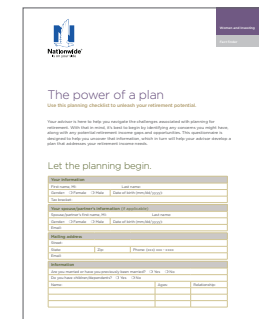 Women and Investing
Nationwide
is on your side
The power of a plan
Use this planning checklist to unleash your retirement potential.
Your advisor is here to help you navigate the challenges associated with planning for
retirement. With that in mind, it's best to begin by identifying any concerns you might have,
along with any potential retirement income gaps and opportunities. This questionnaire is
designed to help you uncover that information, which in turn will help your advisor develop a
plan that addresses your retirement income needs.
Let the planning begin.
Your information
First name, MI: Last name:
Gender: Female Male Date of birth (mm/dd/yyyy):
Tax bracket:
Your spouse/partner's information (if applicable)
Spouse/partner's first name, MI: Last name:
Gender: Female Male Date of birth (mm/dd/yyyy):
Email:
Mailing address
Street:
State: Zip: Phone (xxx) xxx-xxxx:
Email:
Information
Are you married or have you previously been married? Yes No
Do you have children/dependents? Yes No
Name: Ages: Relationship: